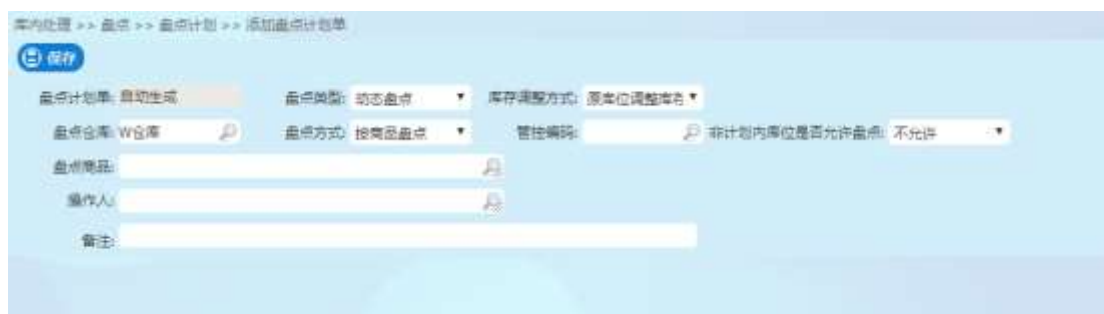 库内处理 >> 盘点 >> 盘点计划 >> 添加盘点计划单
保存
盘点计划单: 自动生成 盘点类型: 动态盘点 库存调整方式: 原库位调整库存
盘点仓库: W仓库 盘点方式: 按商品盘点 管控编码: 非计划内库位是否允许盘点: 不允许
盘点商品:
操作人:
备注: